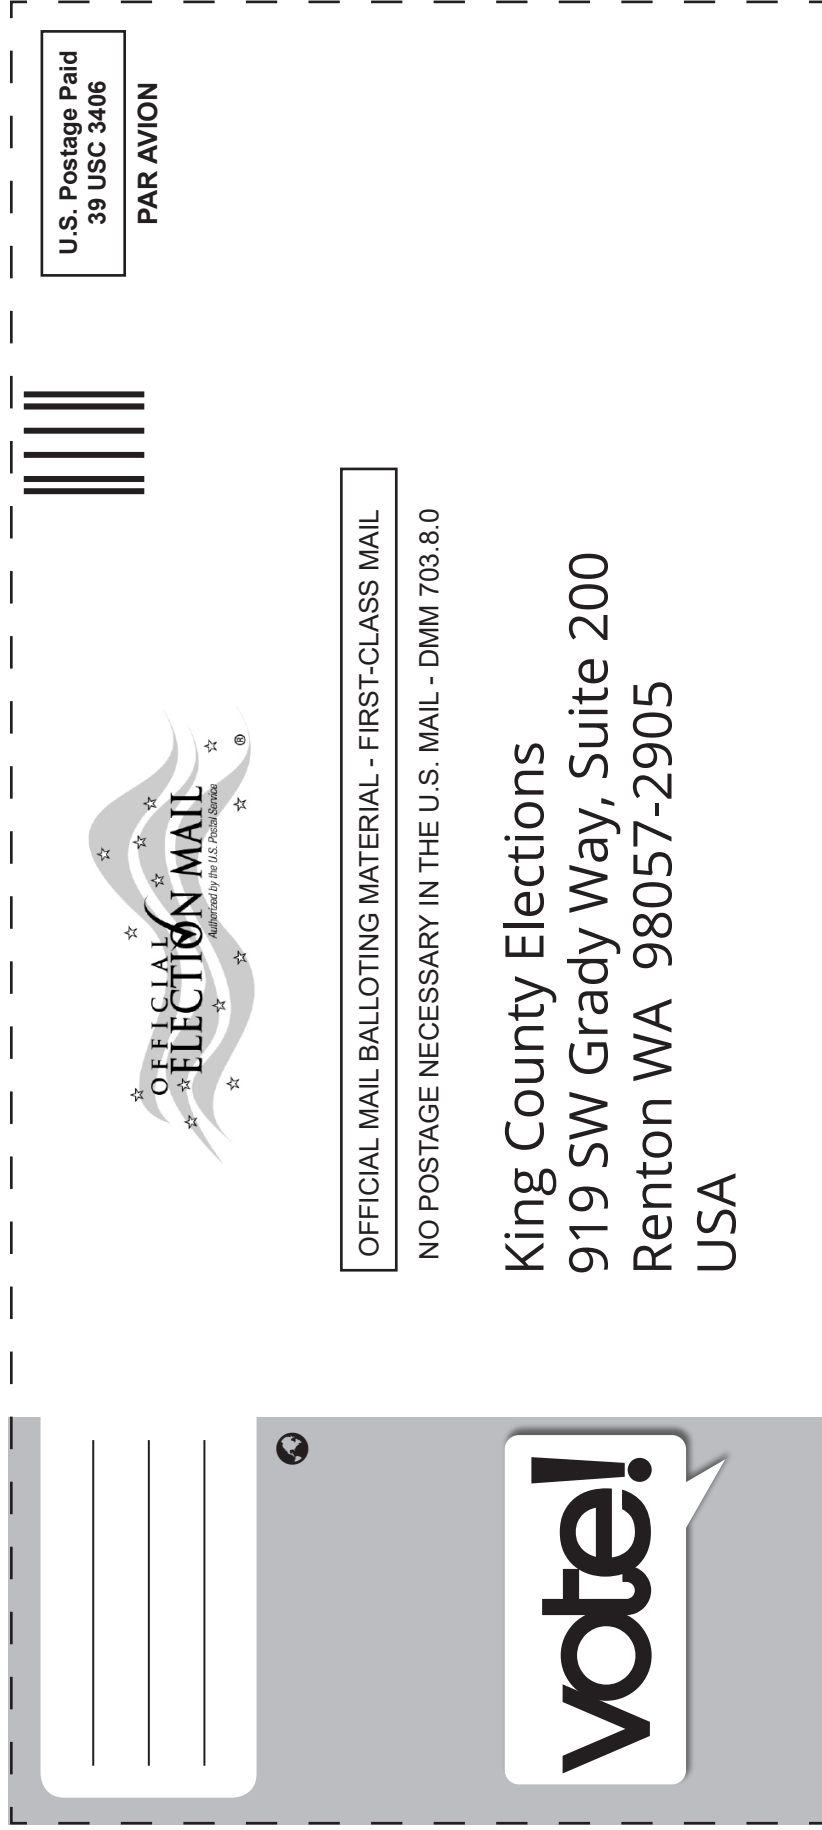 U.S. Postage Paid
39 USC 3406
PAR AVION
OFFICIAL
ELECTION MAIL
Authorized by the U.S. Postal Service
®
OFFICIAL MAIL BALLOTING MATERIAL - FIRST-CLASS MAIL
NO POSTAGE NECESSARY IN THE U.S. MAIL - DMM 703.8.0
King County Elections
919 SW Grady Way, Suite 200
Renton WA 98057-2905
USA
vote!